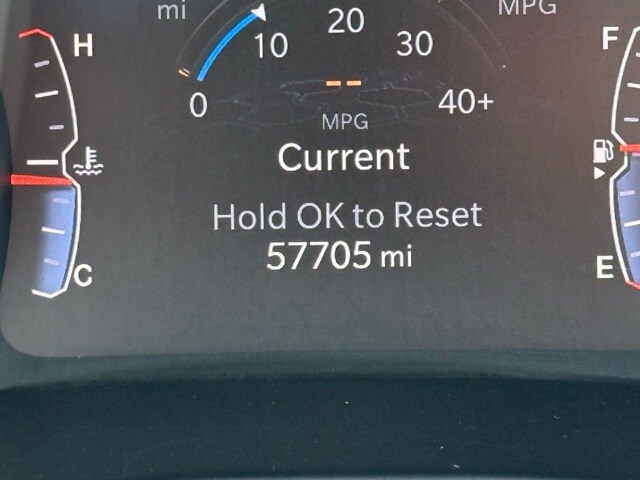 mi
MPG
H
20
F
10
30
0
--
40+
MPG
Current
Hold OK to Reset
57705 mi
C
E